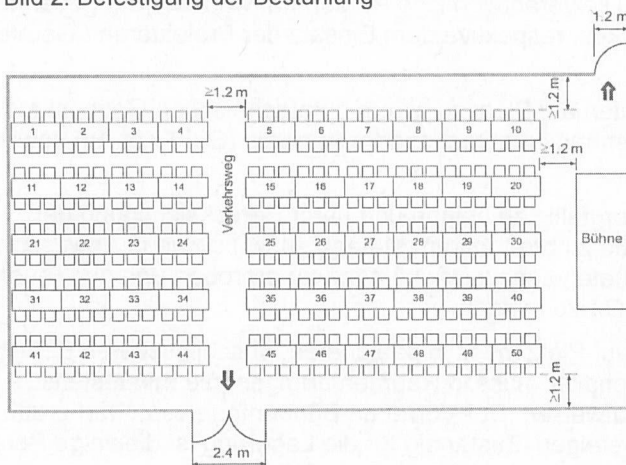 Bild 2: Befestigung der Bestuhlung
1.2 m
≥1.2 m
≥1.2 m
1 2 3 4 5 6 7 8 9 10
≥1.2 m
Verkehrsweg
11 12 13 14 15 16 17 18 19 20
21 22 23 24 25 26 27 28 29 30
Bühne
31 32 33 34 36 36 37 38 39 40
41 42 43 44 45 46 47 48 49 50
≥1.2 m
2.4 m